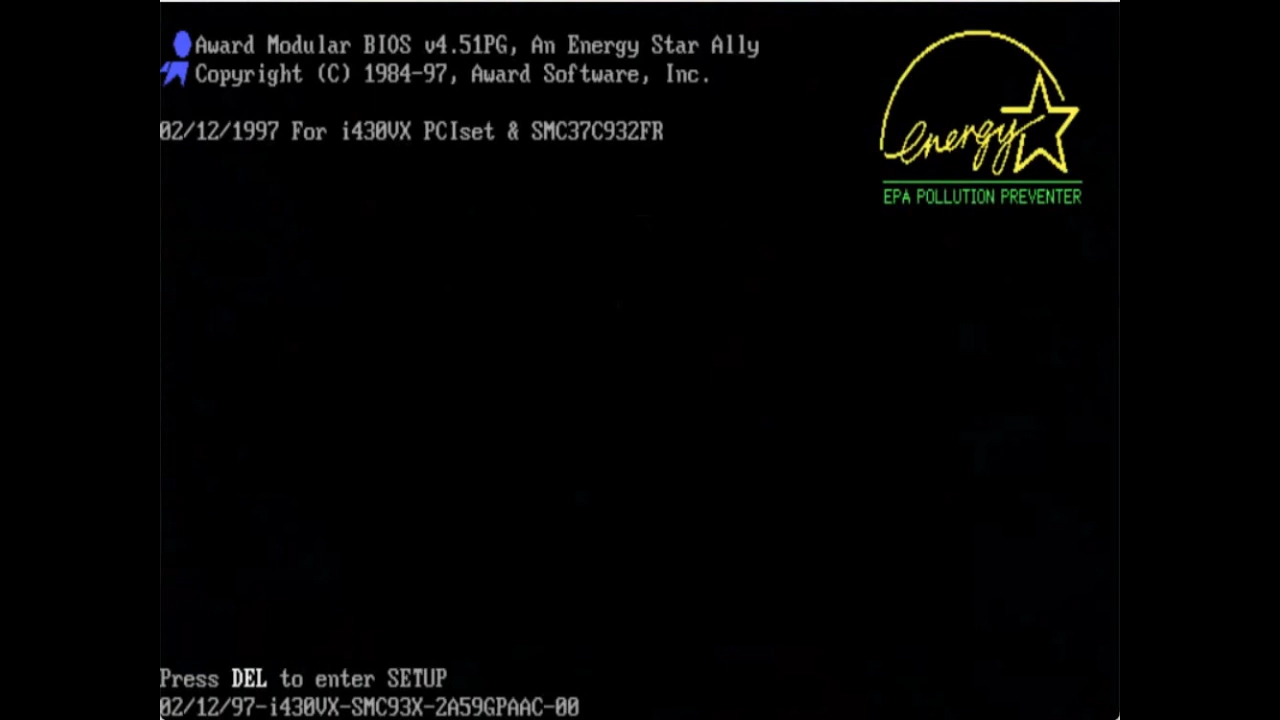 Award Modular BIOS v4.51PG, An Energy Star Ally
Copyright (C) 1984-97, Award Software, Inc.
02/12/1997 For i430VX PCIset & SMC37C932FR
energy
EPA POLLUTION PREVENTER
Press DEL to enter SETUP
02/12/97-i430VX-SMC93X-2A59GPAAC-00